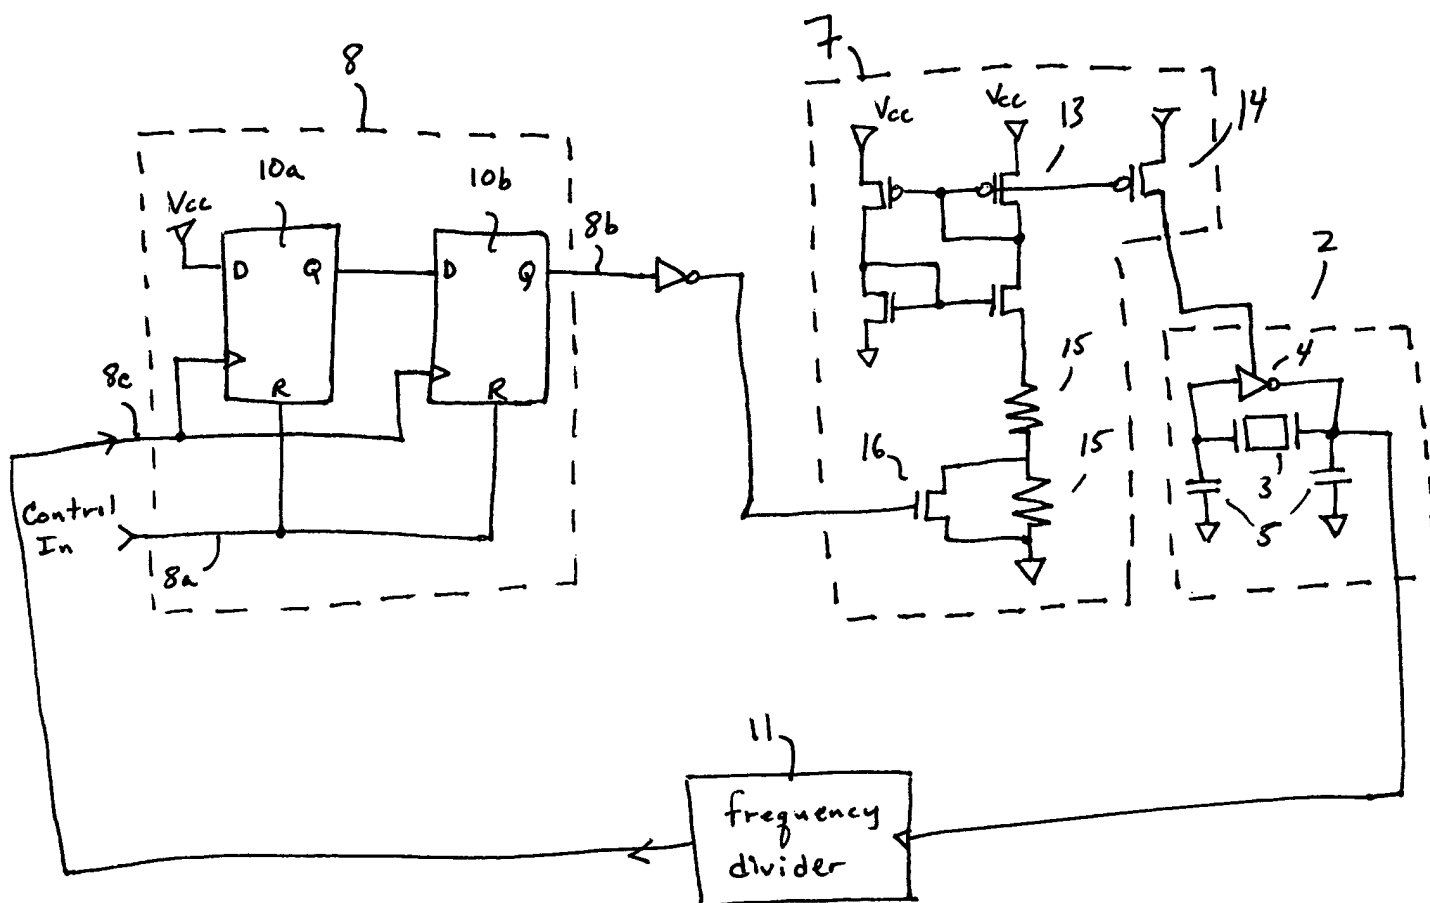 7
8
Vcc
Vcc
13
14
10a
10b
Vcc
8b
2
D
Q
D
Q
15
4
8c
R
R
16
15
3
5
Control
In
8a
11
frequency
divider